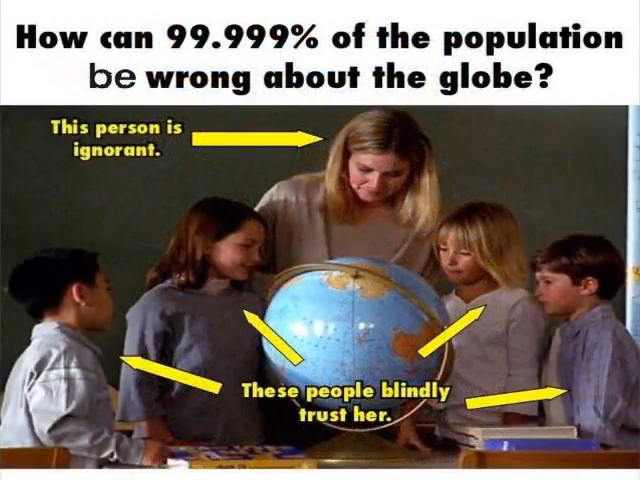 How can 99.999% of the population
be wrong about the globe?
This person is
ignorant.
These people blindly
trust her.